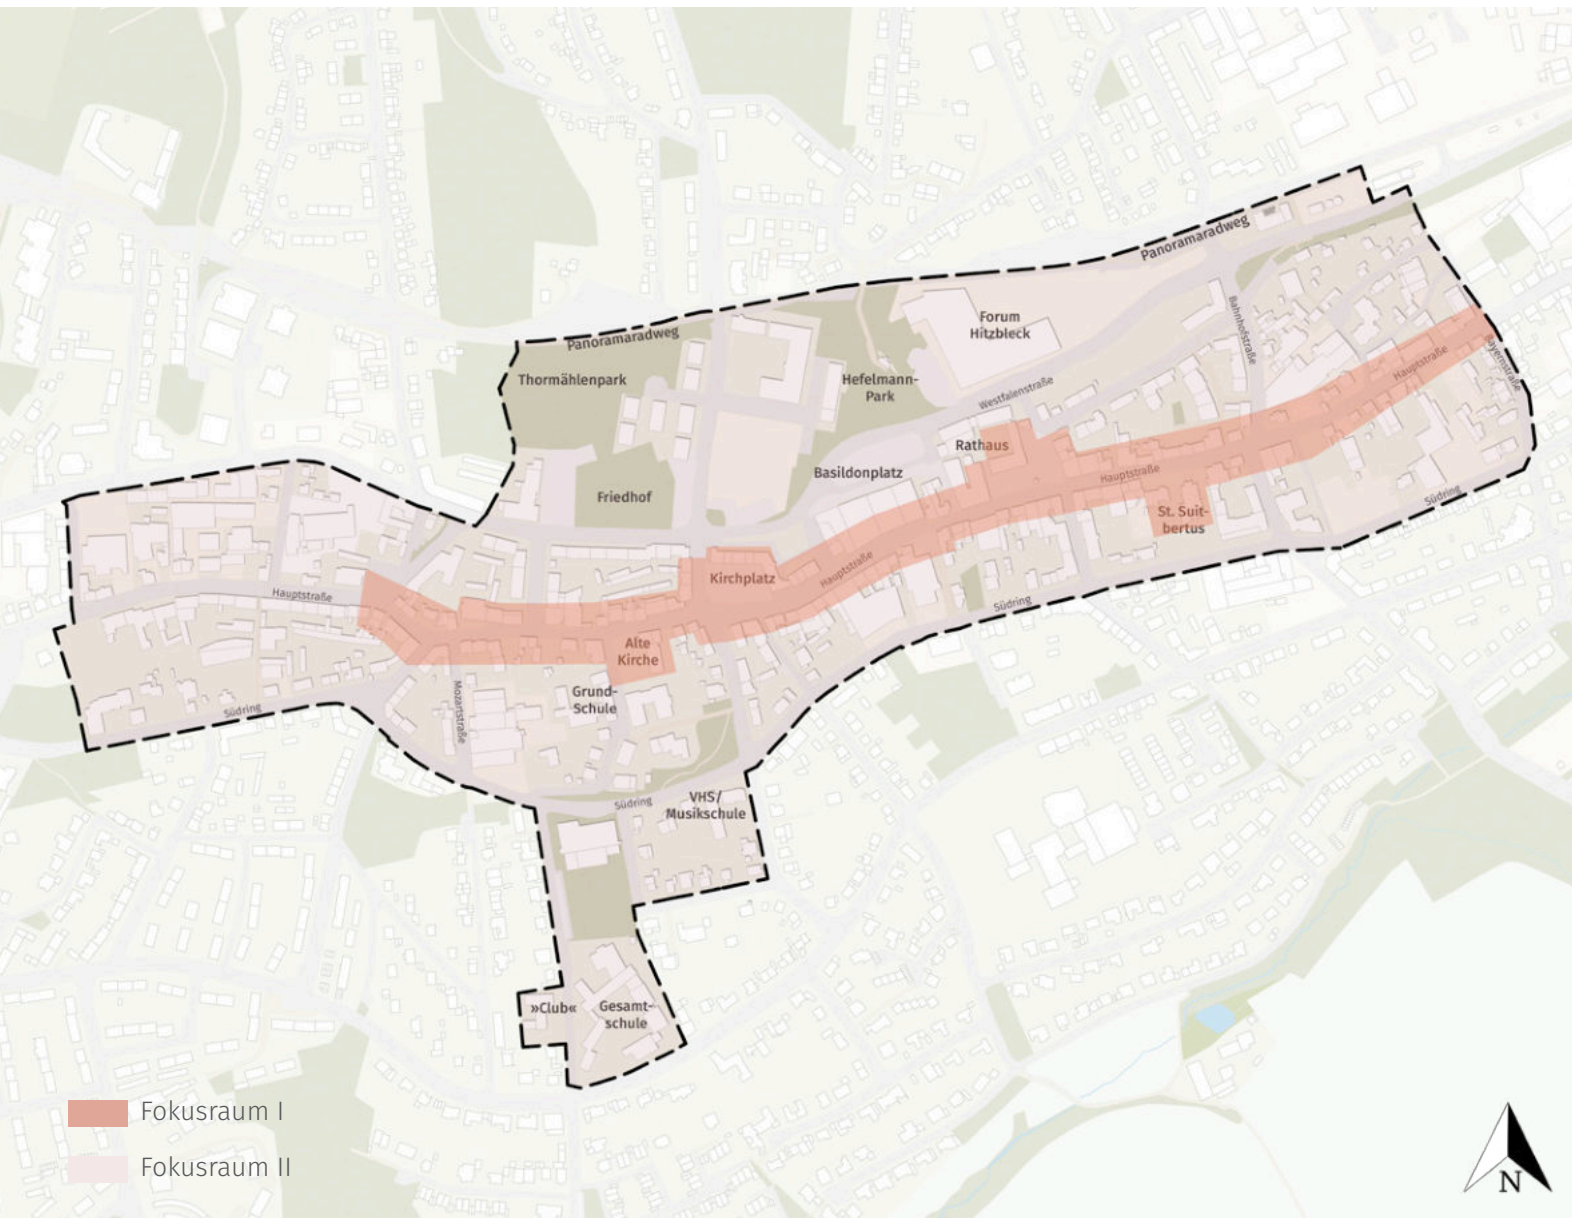 Panoramaradweg
Panoramaradweg
Forum
Hitzbleck
Bahnhofstraße
Hauptstraße
Bayernstraße
Thormählenpark
Hefelmann-
Park
Westfalenstraße
Rathaus
Basildonplatz
Hauptstraße
Friedhof
St. Suit-
bertus
Südring
Kirchplatz
Hauptstraße
Hauptstraße
Südring
Alte
Kirche
Grund-
Schule
Mozartstraße
Südring
Südring
VHS/
Musikschule
»Club«
Gesamt-
schule
Fokusraum I
Fokusraum II
N